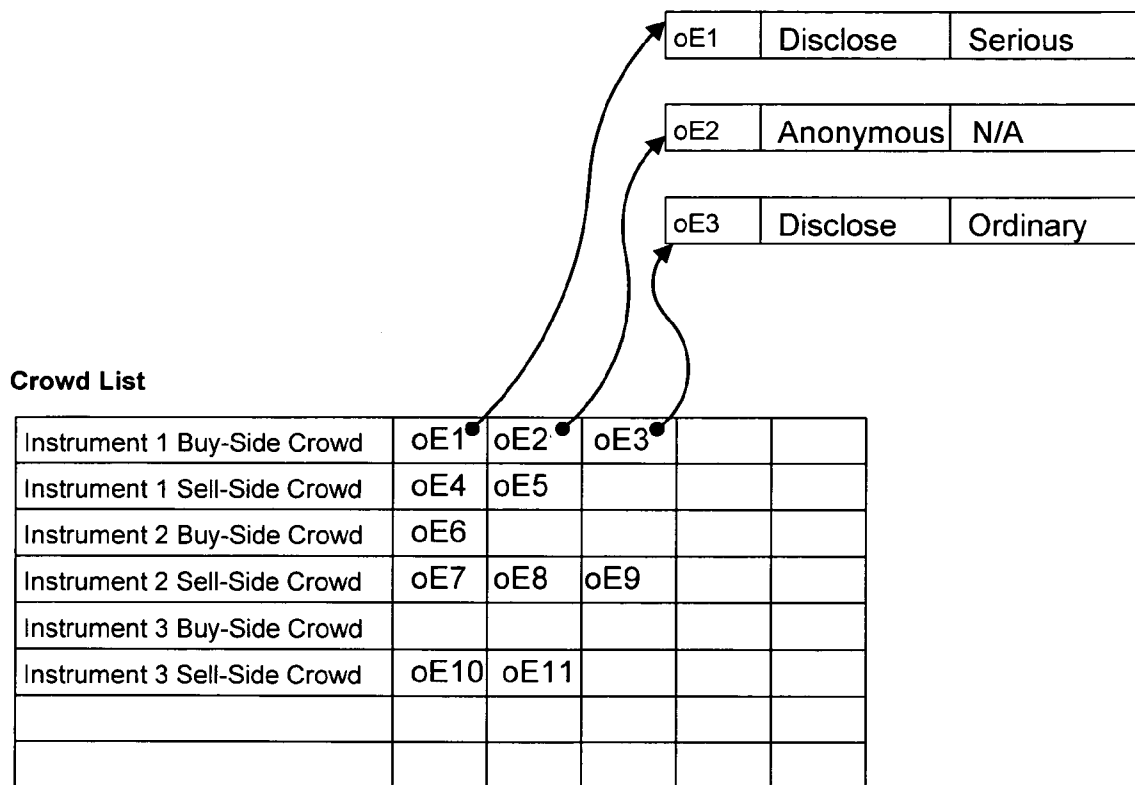 oE1 Disclose Serious
oE2 Anonymous N/A
oE3 Disclose Ordinary
Crowd List
Instrument 1 Buy-Side Crowd oE1 oE2 oE3
Instrument 1 Sell-Side Crowd oE4 oE5
Instrument 2 Buy-Side Crowd oE6
Instrument 2 Sell-Side Crowd oE7 oE8 oE9
Instrument 3 Buy-Side Crowd
Instrument 3 Sell-Side Crowd oE10 oE11